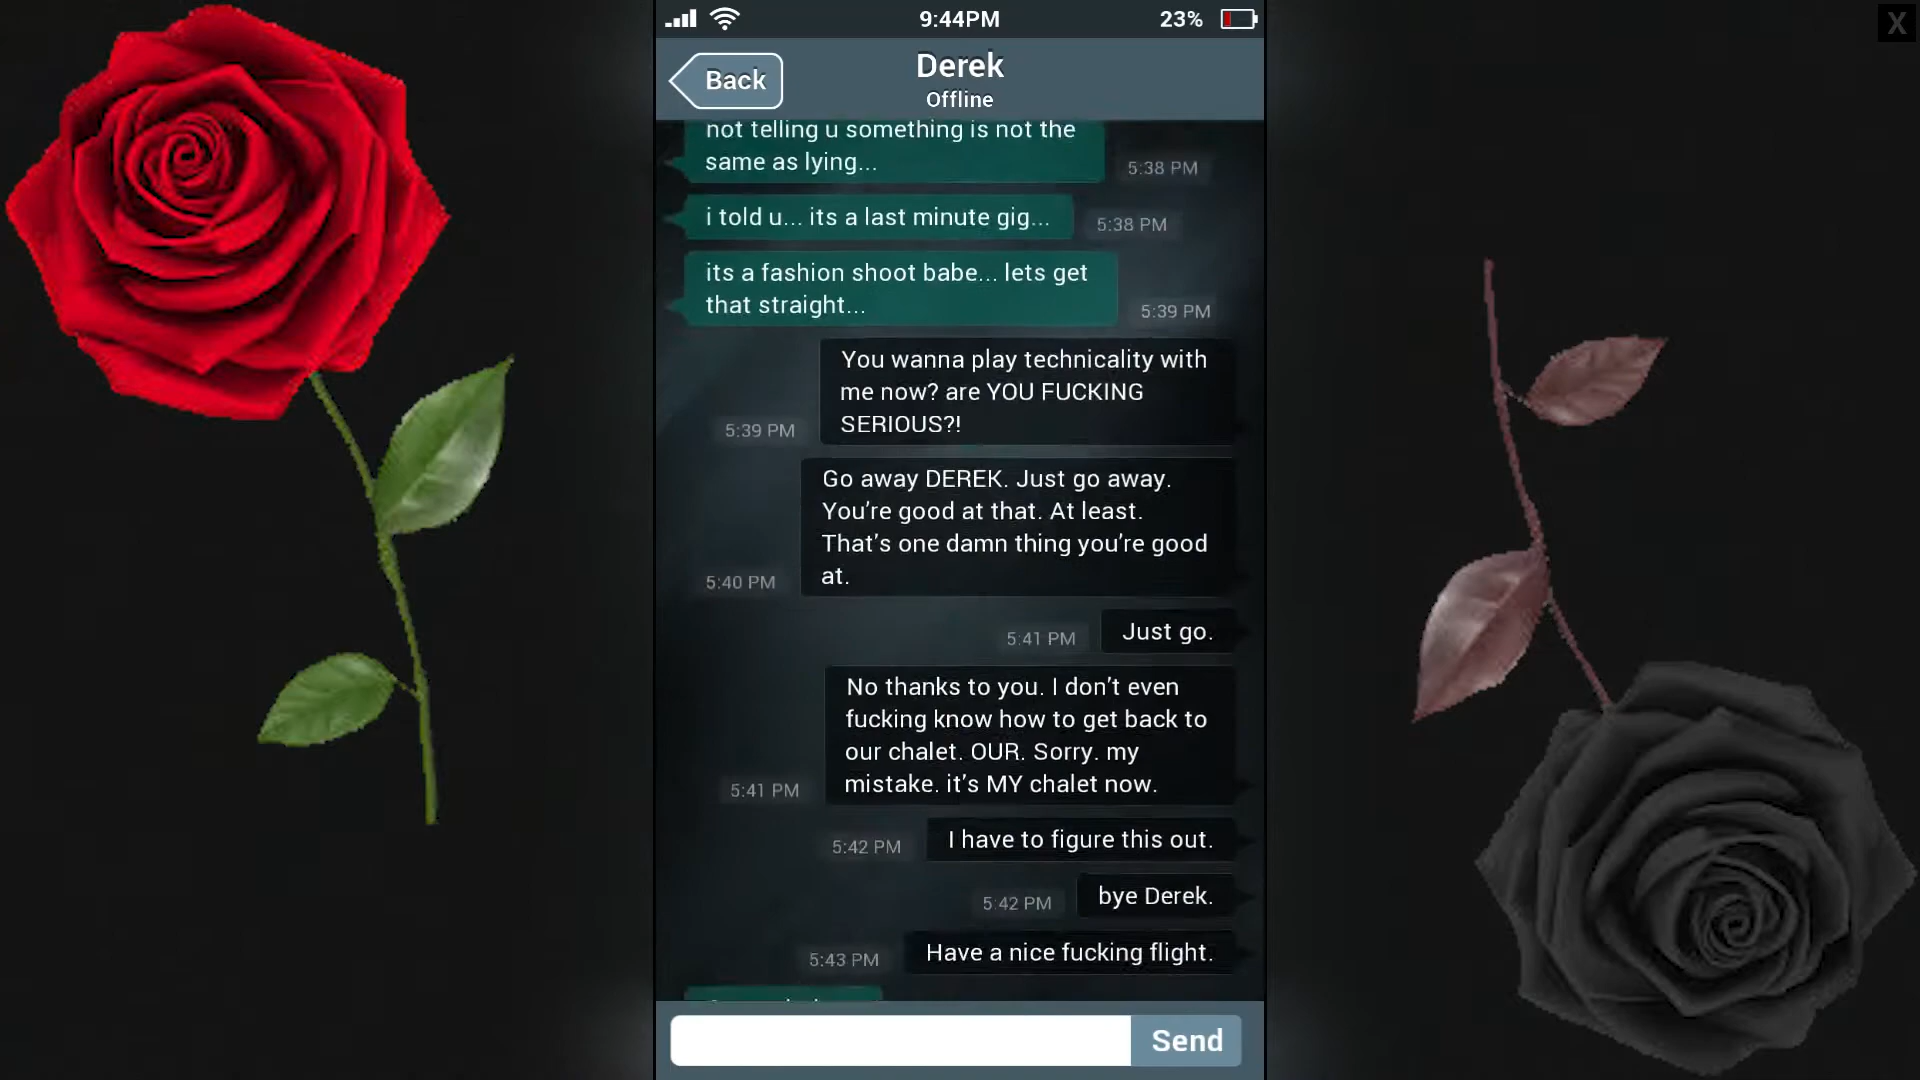 9:44PM
23%
X
Back
Derek
Offline
not telling u something is not the
same as lying...
5:38 PM
i told u... its a last minute gig...
5:38 PM
its a fashion shoot babe... lets get
that straight...
5:39 PM
You wanna play technicality with
me now? are YOU FUCKING
SERIOUS?!
5:39 PM
Go away DEREK. Just go away.
You’re good at that. At least.
That’s one damn thing you’re good
at.
5:40 PM
Just go.
5:41 PM
No thanks to you. I don’t even
fucking know how to get back to
our chalet. OUR. Sorry. my
mistake. it’s MY chalet now.
5:41 PM
I have to figure this out.
5:42 PM
bye Derek.
5:42 PM
Have a nice fucking flight.
5:43 PM
Send